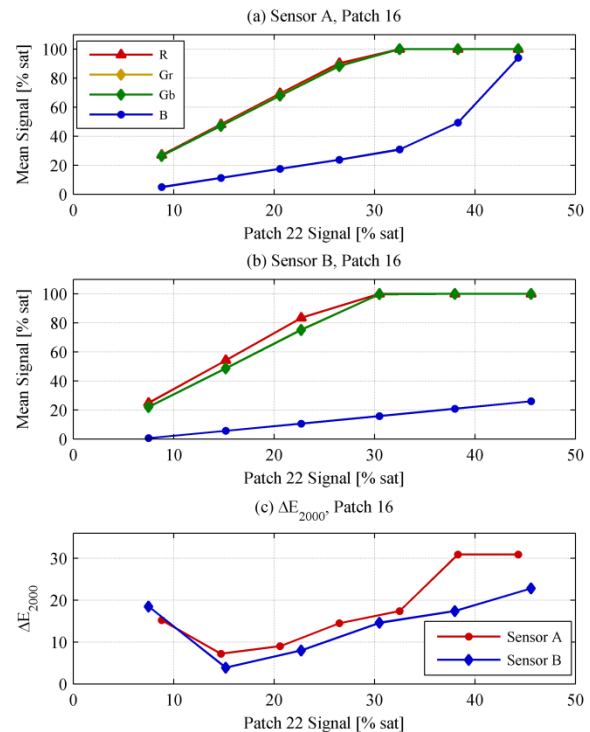 (a) Sensor A, Patch 16
Mean Signal [% sat]
100
80
60
40
20
0
R
Gr
Gb
B
0 10 20 30 40 50
Patch 22 Signal [% sat]
(b) Sensor B, Patch 16
Mean Signal [% sat]
100
80
60
40
20
0
0 10 20 30 40 50
Patch 22 Signal [% sat]
(c) ΔE2000, Patch 16
ΔE2000
30
20
10
0
Sensor A
Sensor B
0 10 20 30 40 50
Patch 22 Signal [% sat]